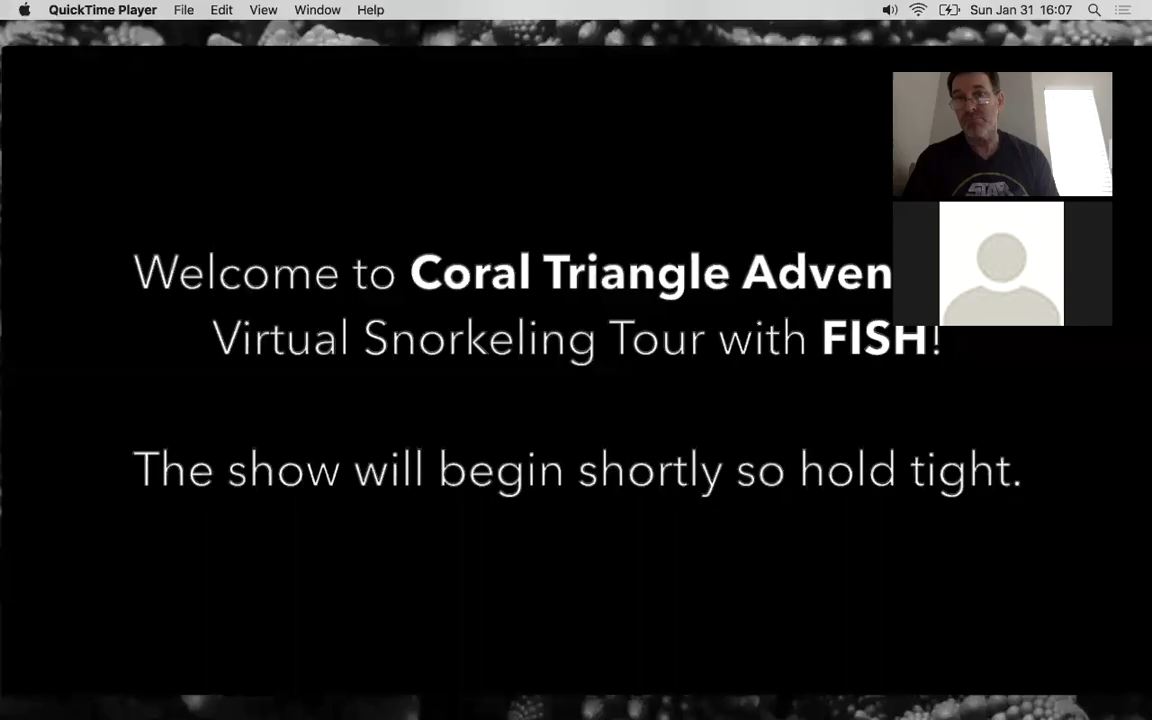 QuickTime Player File Edit View Window Help Sun Jan 31 16:07
STAR
Welcome to Coral Triangle Adven
Virtual Snorkeling Tour with FISH!
The show will begin shortly so hold tight.